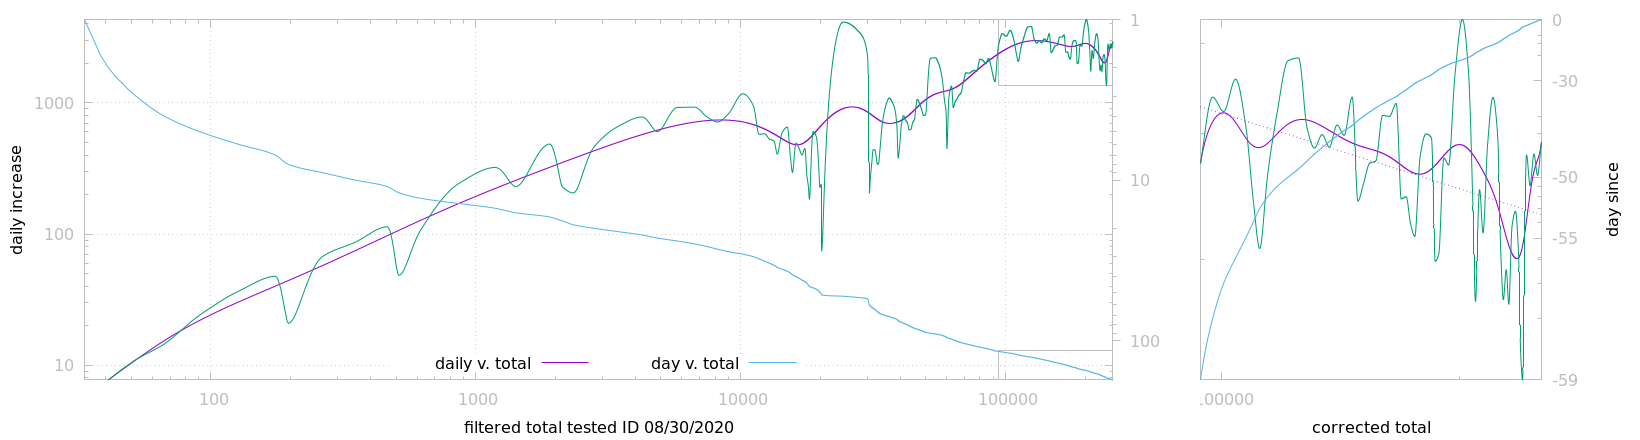 daily increase
1000
100
10
100
1000
10000
100000
1
10
100
daily v. total
day v. total
filtered total tested ID 08/30/2020
0
-30
-50
-55
-59
day since
00000
corrected total